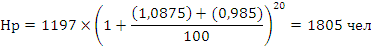 Нр = 1197 × (1 + (1,0875) + (0,985) / 100)^20 = 1805 чел